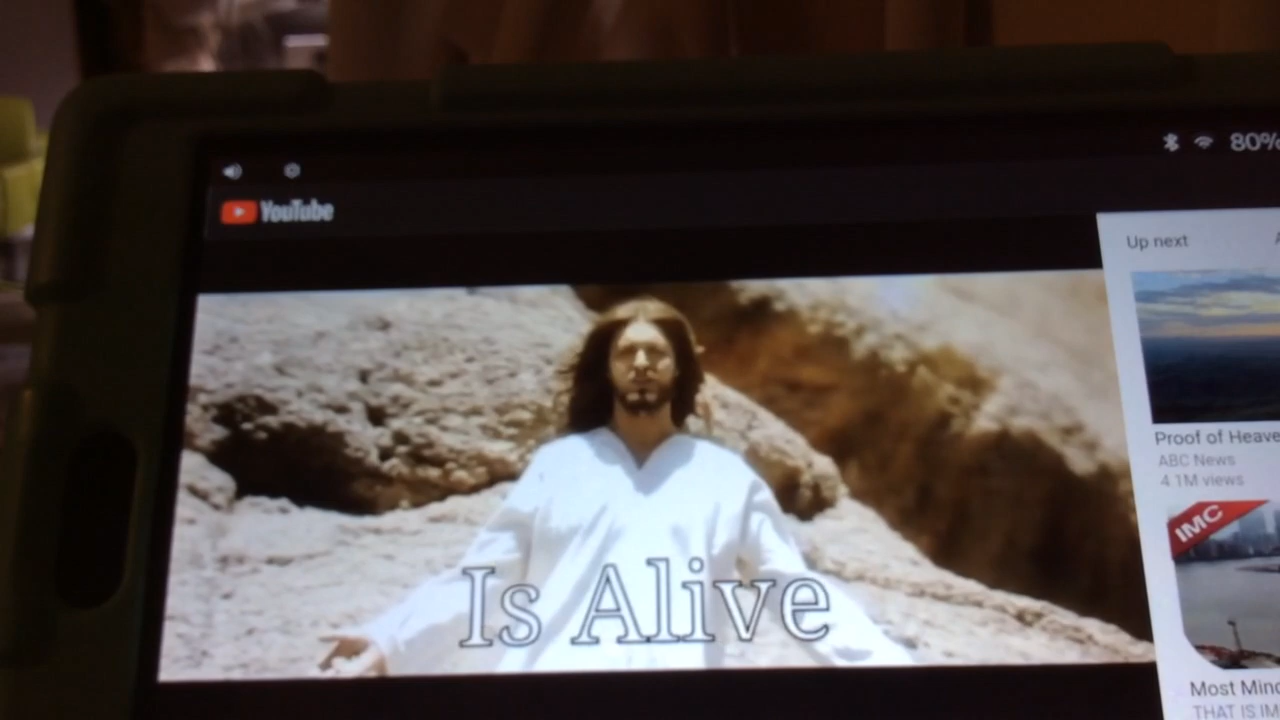 80%
YouTube
Up next
Proof of Heave
ABC News
4.1M views
IMC
Is Alive
Most Mind
THAT IS IM